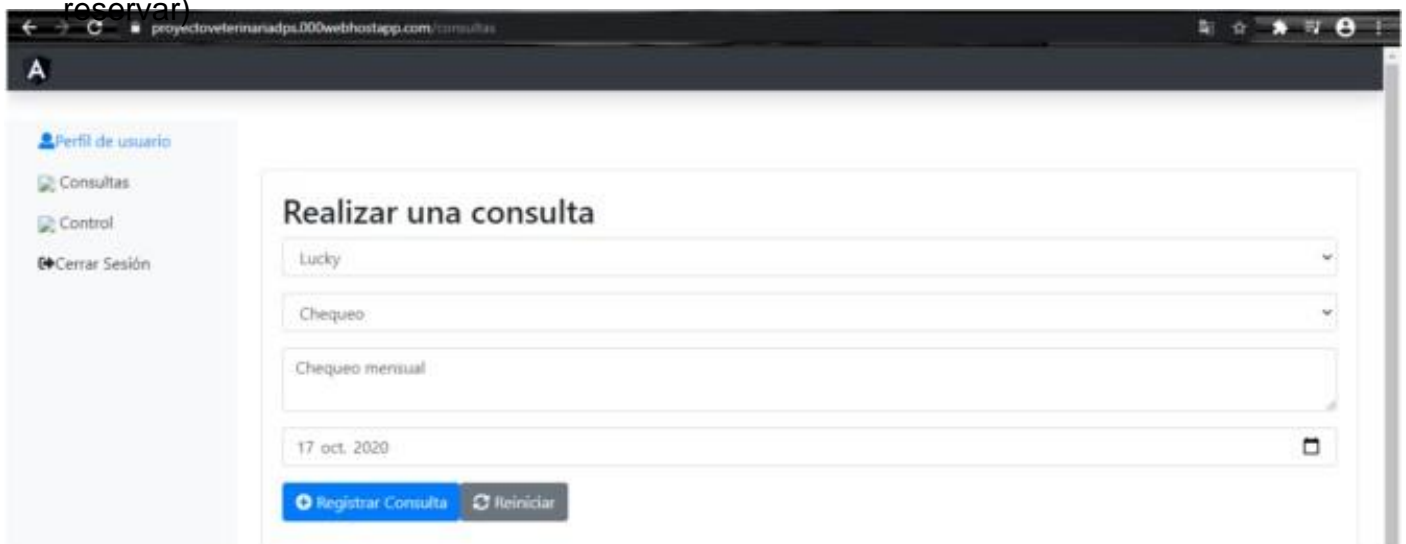 reservar)
proyectoveterinariadps.000webhostapp.com/consultas
Perfil de usuario
Consultas
Control
Cerrar Sesión
Realizar una consulta
Lucky
Chequeo
Chequeo mensual
17 oct. 2020
Registrar Consulta
Reiniciar